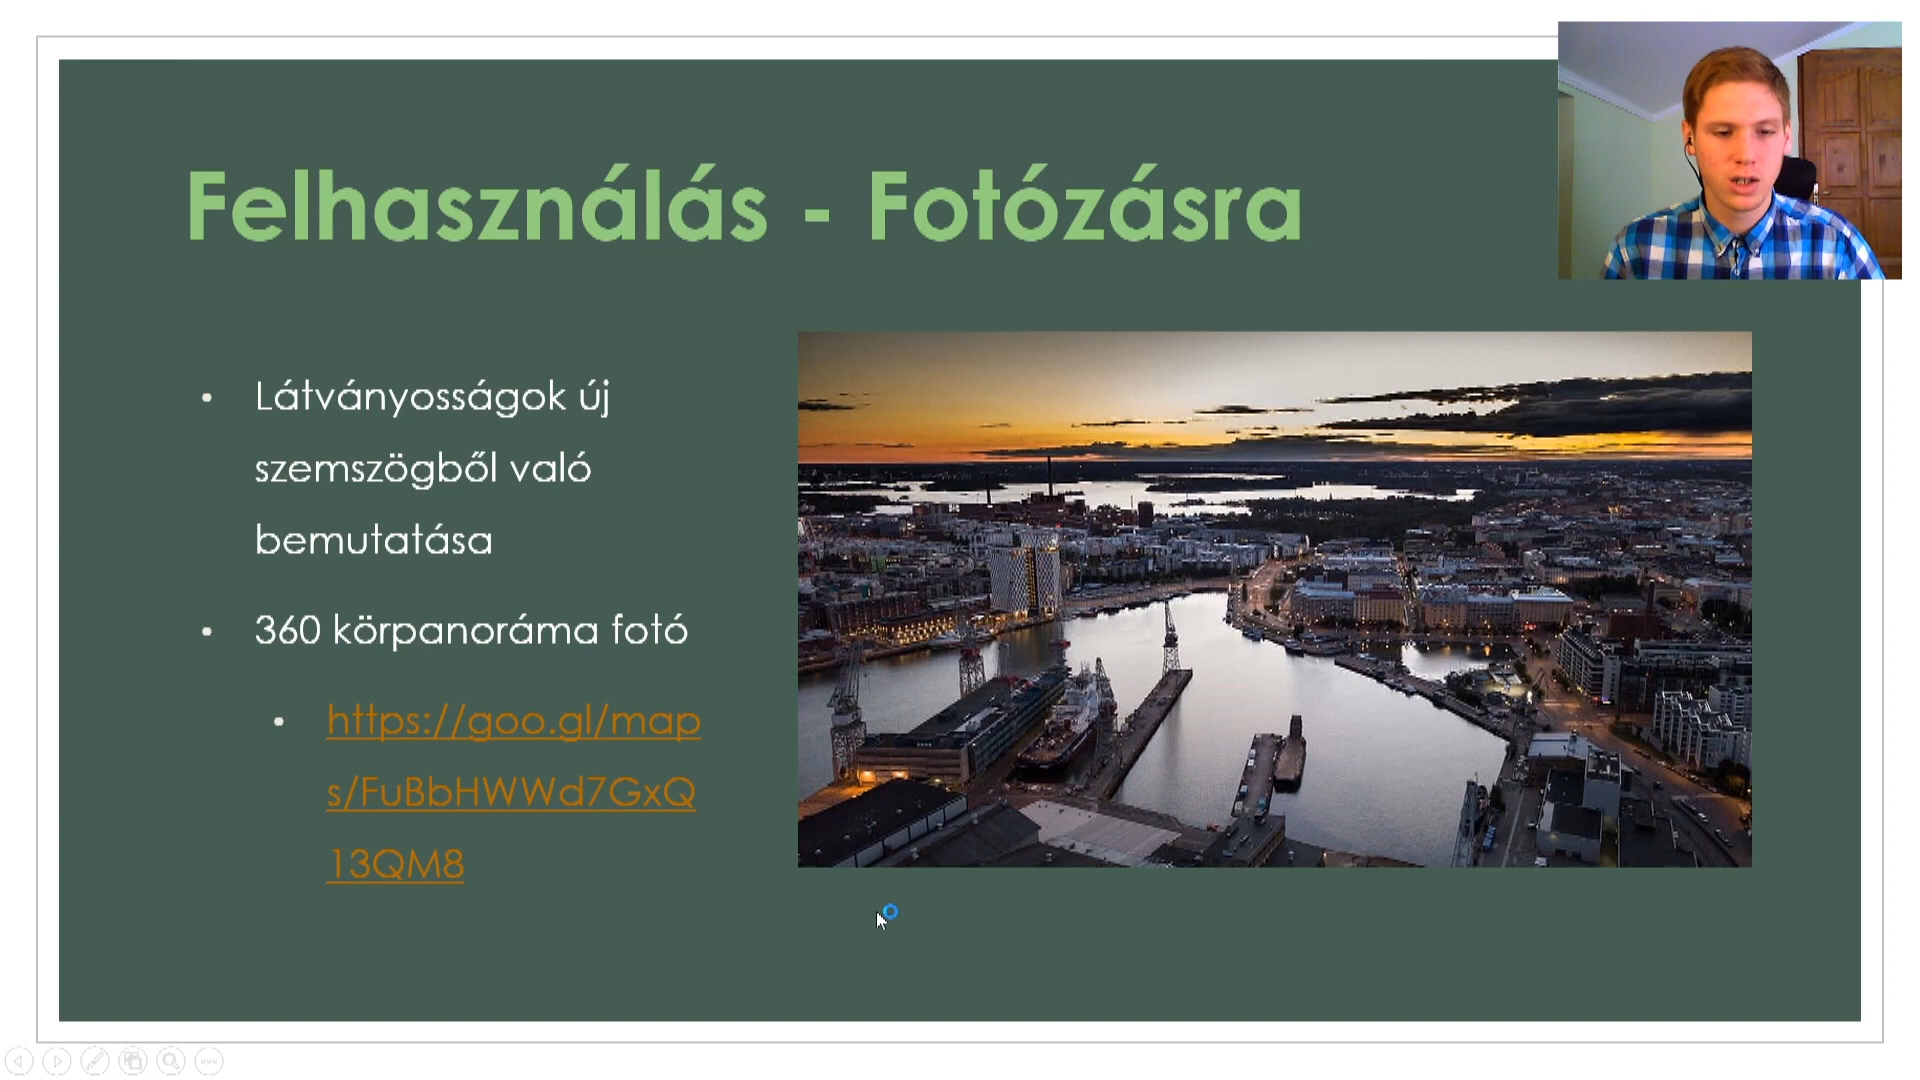 Felhasználás - Fotózásra
• Látványosságok új
szemszögből való
bemutatása
• 360 körpanoráma fotó
• https://goo.gl/map
s/FuBbHWWd7GxQ
13QM8